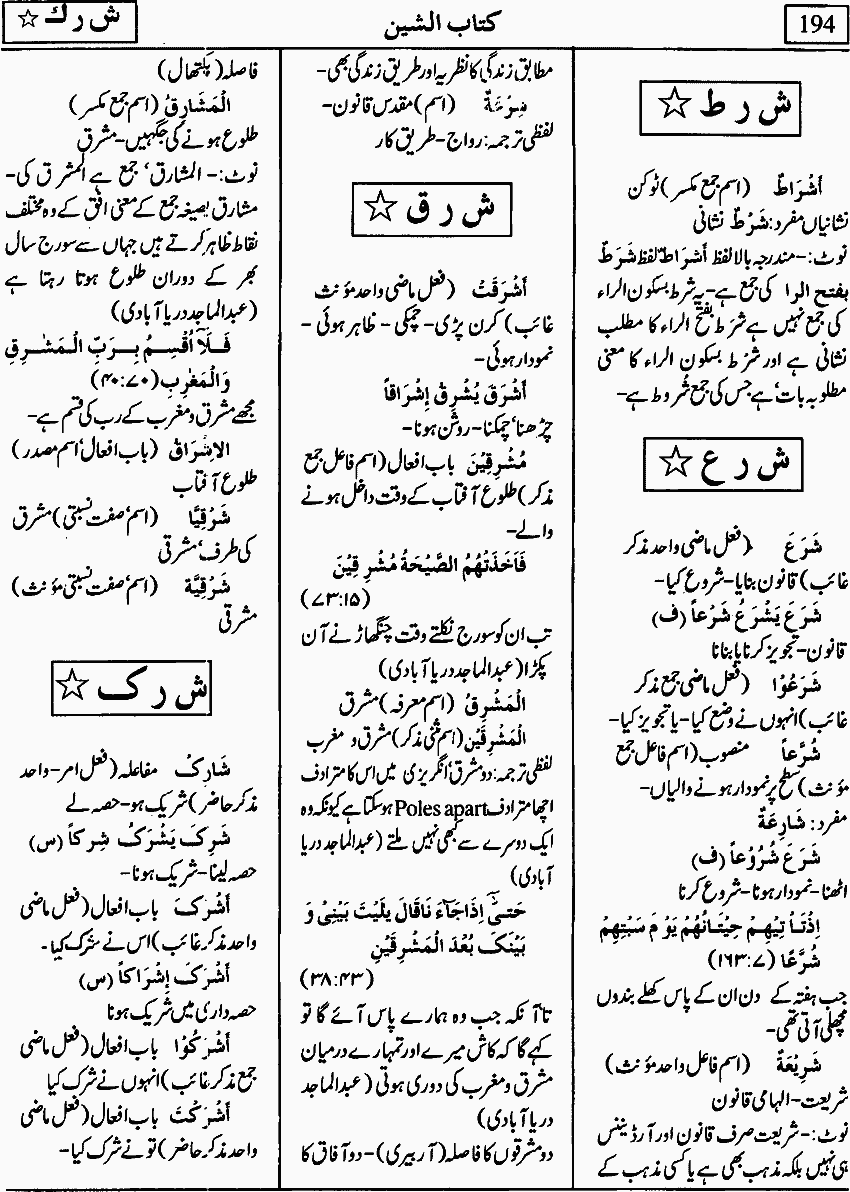 194
كتاب الشين
ش رك ☆
ش ر ط ☆
أَشْرَاطٌ (اسم جمع مکسر) ٹوکن
نشانیاں مفرد: شَرْطٌ نشانی
نوٹ:- مندرجہ بالا لفظ أَشْرَاطٌ لفظ شَرَطٌ
بفتح الرا کی جمع ہے- یہ شرط بسکون الراء
کی جمع نہیں ہے شَرَط بفتح الراء کا مطلب
نشانی ہے اور شَرْط بسکون الراء کا معنی
مطلوبہ بات' ہے جس کی جمع شُروط ہے-
ش ر ع ☆
شَرَعَ (فعل ماضی واحد مذکر
غائب) قانون بنایا- شروع کیا-
شَرَعَ يَشْرَعُ شَرْعاً (ف)
قانون- تجویز کرنا یا بنانا
شَرَعُوْا (فعل ماضی جمع مذکر
غائب) انہوں نے وضع کیا- یا تجویز کیا-
شُرَّعاً منصوب (اسم فاعل جمع
مؤنث) سطح پر نمودار ہونے والیاں-
مفرد: شَارِعَةٌ
شَرَعَ شُرُوْعاً (ف)
اٹھنا- نمودار ہونا- شروع کرنا
إِذْتَأْ تِيْهِمْ حِيْتَانُهُمْ يَوْمَ سَبْتِهِمْ
شُرَّعًا (۷:۱۶۳)
جب ہفتہ کے دن ان کے پاس کھلے بندوں
مچھلی آتی تھی-
شَرِيْعَةٌ (اسم فاعل واحد مؤنث)
شریعت- الہامی قانون
نوٹ:- شریعت صرف قانون اور آرڈیننس
ہی نہیں بلکہ مذہب بھی ہے یا کسی مذہب کے
مطابق زندگی کا نظریہ اور طریق زندگی بھی-
شِرْعَةٌ (اسم) مقدس قانون-
لفظی ترجمہ: رواج- طریق کار
ش ر ق ☆
أَشْرَقَتْ (فعل ماضی واحد مؤنث
غائب) کرن پڑی- چمکی- ظاہر ہوئی-
نمودار ہوئی-
أَشْرَقَ يُشْرِقُ إِشْرَاقاً
چڑھنا' چمکنا- روشن ہونا-
مُشْرِقِيْنَ باب افعال (اسم فاعل جمع
مذکر) طلوع آفتاب کے وقت داخل ہونے
والے-
فَأَخَذَتْهُمُ الصَّيْحَةُ مُشْرِقِيْنَ
(۷۳:۱۵)
تب ان کو سورج نکلتے وقت چنگھاڑ نے آن
پکڑا (عبدالماجد دریا آبادی)
الْمَشْرِقُ (اسم معرفہ) مشرق
الْمَشْرِقَيْن (اسم مثنی مذکر) مشرق و مغرب
لفظی ترجمہ: دو مشرق' انگریزی میں اس کا مترادف
اچھا مترادف Poles apart ہو سکتا ہے کیونکہ وہ
ایک دوسرے سے کبھی نہیں ملتے (عبدالماجد دریا
آبادی)
حَتىٰٓ إِذَاجَآءَ نَاقَالَ يٰلَيْتَ بَيْنِيْ وَ
بَيْنَكَ بُعْدَ الْمَشْرِقَيْنِ
(۳۸:۴۳)
تا آنکہ جب وہ ہمارے پاس آئے گا تو
کہے گا کہ کاش میرے اور تمہارے درمیان
مشرق و مغرب کی دوری ہوتی (عبدالماجد
دریا آبادی)
دو مشرقوں کا فاصلہ (آربیری)- دو آفاق کا
فاصلہ (پکتھال)
الْمَشَارِقُ (اسم جمع مکسر)
طلوع ہونے کی جگہیں- مشرق
نوٹ:- المشارق' جمع ہے المشرق کی-
مشارق بصیغہ جمع کے معنی افق کے وہ مختلف
نقاط ظاہر کرتے ہیں جہاں سے سورج سال
بھر کے دوران طلوع ہوتا رہتا ہے
(عبدالماجد دریا آبادی)
فَلَآ أُقْسِمُ بِرَبِّ الْمَشٰرِقِ
وَالْمَغٰرِبِ (۴۰:۷۰)
مجھے مشرق و مغرب کے رب کی قسم ہے-
الإشْرَاق (باب افعال' اسم مصدر)
طلوع آفتاب
شَرْقِيًّا (اسم' صفت نسبتی) مشرق
کی طرف' مشرقی
شَرْقِيَّة (اسم' صفت نسبتی مؤنث)
مشرقی
ش ر ک ☆
شَارِکْ مفاعلہ (فعل امر- واحد
مذکر حاضر) شریک ہو- حصہ لے
شَرِکَ يَشْرَکُ شِرکاً (س)
حصہ لینا- شریک ہونا-
أَشْرَکَ باب افعال (فعل ماضی
واحد مذکر غائب) اس نے شرک کیا-
أَشْرَکَ إِشْرَاکاً (س)
حصہ داری میں شریک ہونا
أَشْرَکُوْا باب افعال (فعل ماضی
جمع مذکر غائب) انہوں نے شرک کیا
أَشْرَکْتَ باب افعال (فعل ماضی
واحد مذکر حاضر) تو نے شرک کیا-